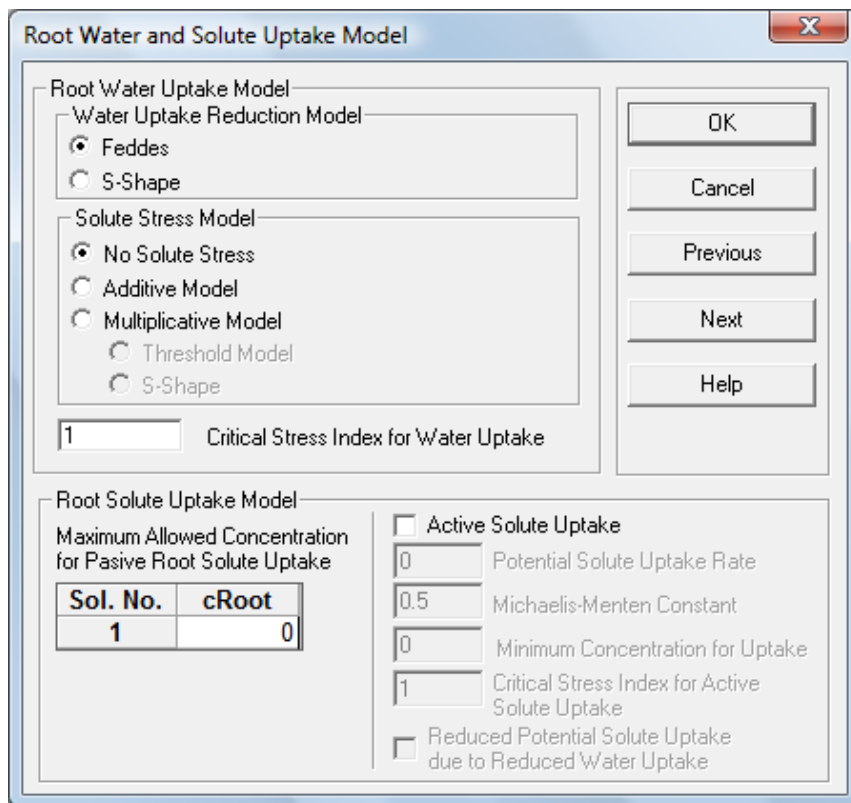 Root Water and Solute Uptake Model
X
Root Water Uptake Model
Water Uptake Reduction Model
Feddes
S-Shape
Solute Stress Model
No Solute Stress
Additive Model
Multiplicative Model
Threshold Model
S-Shape
1 Critical Stress Index for Water Uptake
OK
Cancel
Previous
Next
Help
Root Solute Uptake Model
Maximum Allowed Concentration
for Pasive Root Solute Uptake
Sol. No. cRoot
1 0
Active Solute Uptake
0 Potential Solute Uptake Rate
0.5 Michaelis-Menten Constant
0 Minimum Concentration for Uptake
1 Critical Stress Index for Active
Solute Uptake
Reduced Potential Solute Uptake
due to Reduced Water Uptake